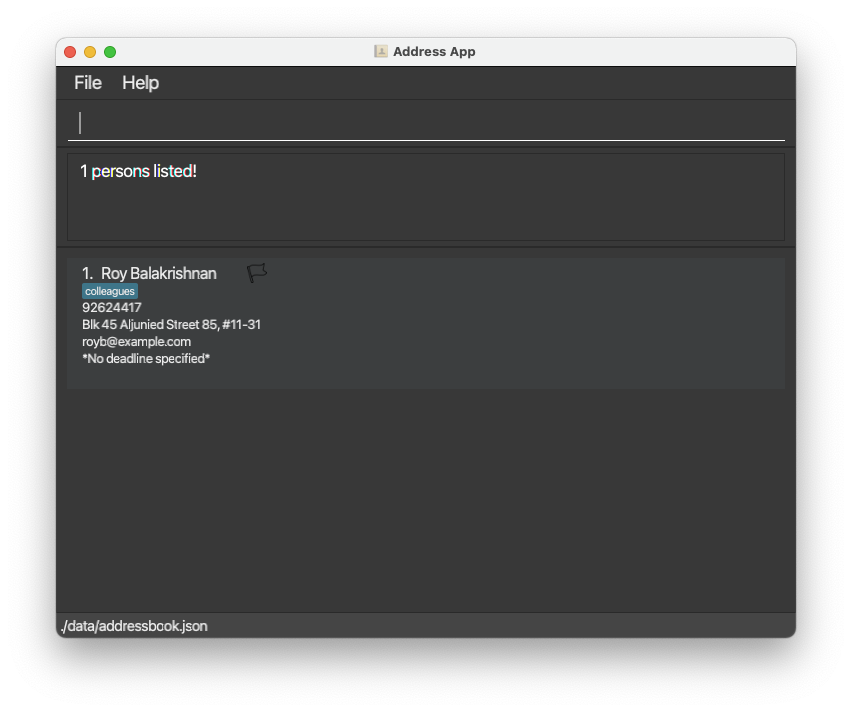 Address App
File Help
1 persons listed!
1. Roy Balakrishnan
colleagues
92624417
Blk 45 Aljunied Street 85, #11-31
royb@example.com
*No deadline specified*
./data/addressbook.json